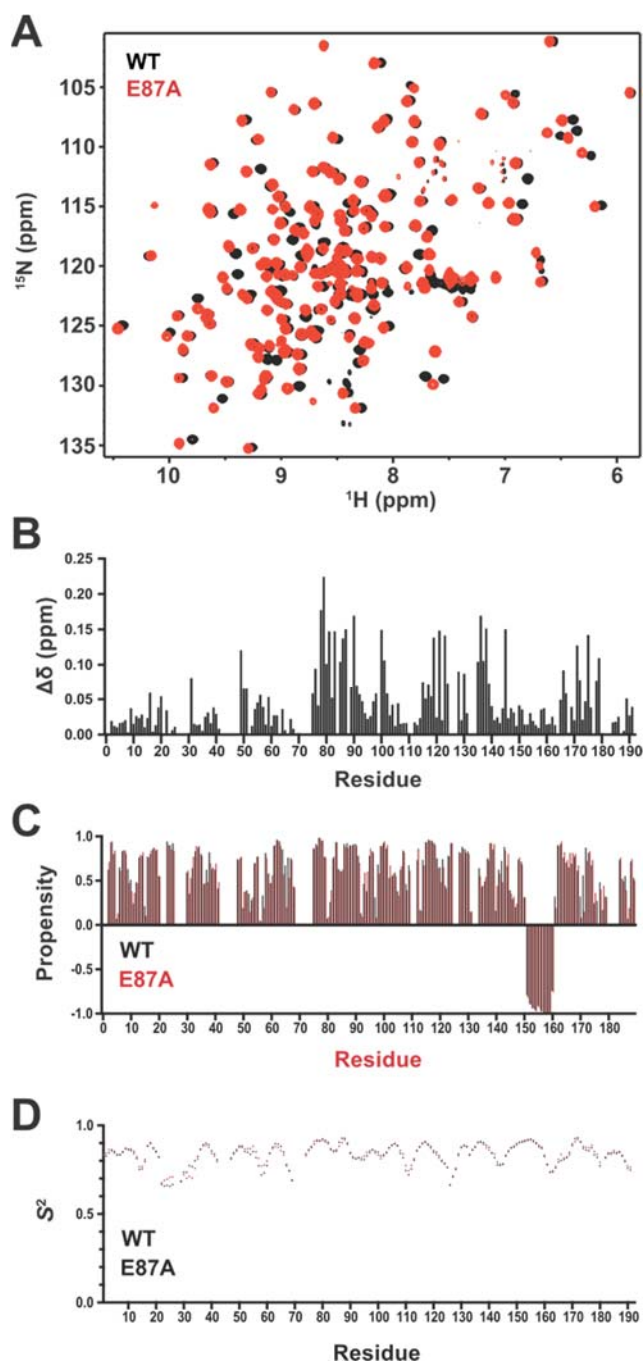 A
WT
E87A
105
110
115
120
125
130
135
¹⁵N (ppm)
10 9 8 7 6
¹H (ppm)
B
0.25
0.20
0.15
0.10
0.05
0.00
Δδ (ppm)
0 10 20 30 40 50 60 70 80 90 100 110 120 130 140 150 160 170 180 190
Residue
C
1.0
0.5
0.0
-0.5
-1.0
Propensity
WT
E87A
0 10 20 30 40 50 60 70 80 90 100 110 120 130 140 150 160 170 180
Residue
D
1.0
0.5
0.0
S²
WT
E87A
10 20 30 40 50 60 70 80 90 100 110 120 130 140 150 160 170 180 190
Residue